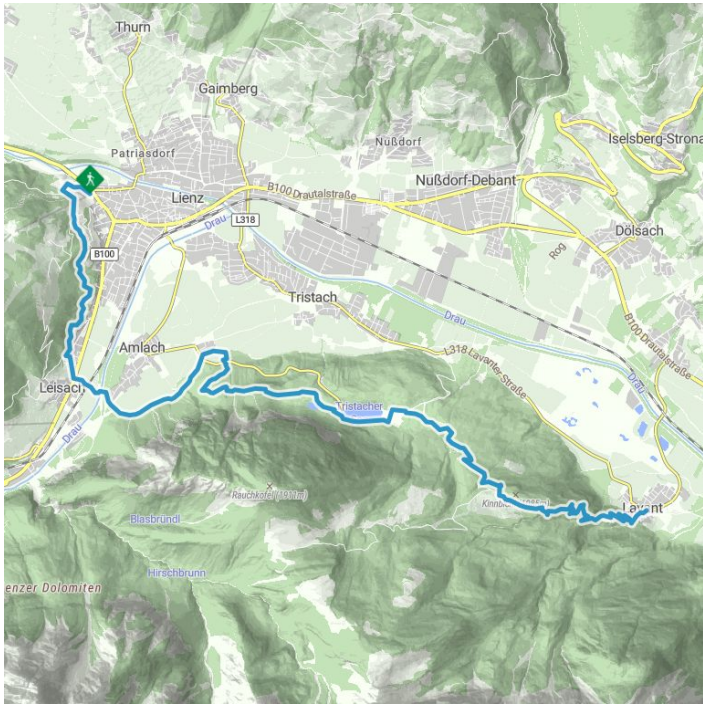 Thurn
Gaimberg
Iselsberg-Strona
Patriasdorf
Nußdorf
Nußdorf-Debant
Lienz
B100 Drautalstraße
Drau
L318
Dölsach
Rog
B100
Tristach
Drau
B100 Drautalstraße
Amlach
L318 Lavanter Straße
Drau
Leisach
Tristacher
Drau
Rauchkofel (1911m)
Lavant
Blasbründl
Hirschbrunn
enzer Dolomiten